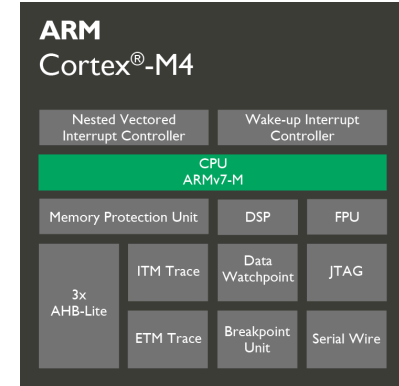 ARM
Cortex®-M4
Nested Vectored
Interrupt Controller
Wake-up Interrupt
Controller
CPU
ARMv7-M
Memory Protection Unit
DSP
FPU
3x
AHB-Lite
ITM Trace
Data
Watchpoint
JTAG
ETM Trace
Breakpoint
Unit
Serial Wire